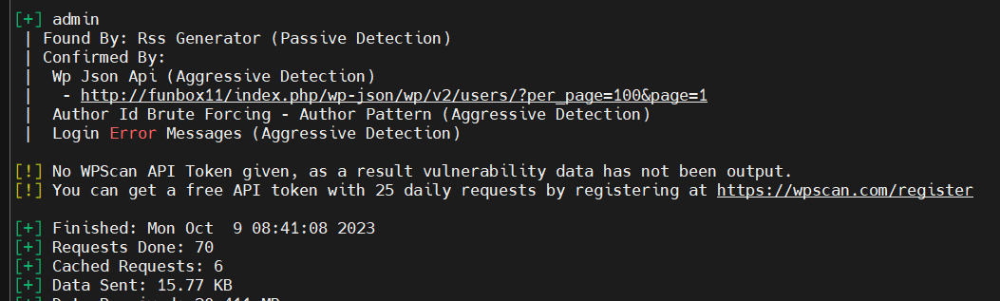 [+] admin
| Found By: Rss Generator (Passive Detection)
| Confirmed By:
|  Wp Json Api (Aggressive Detection)
|   - http://funbox11/index.php/wp-json/wp/v2/users/?per_page=100&page=1
|  Author Id Brute Forcing - Author Pattern (Aggressive Detection)
|  Login Error Messages (Aggressive Detection)
[!] No WPScan API Token given, as a result vulnerability data has not been output.
[!] You can get a free API token with 25 daily requests by registering at https://wpscan.com/register
[+] Finished: Mon Oct  9 08:41:08 2023
[+] Requests Done: 70
[+] Cached Requests: 6
[+] Data Sent: 15.77 KB